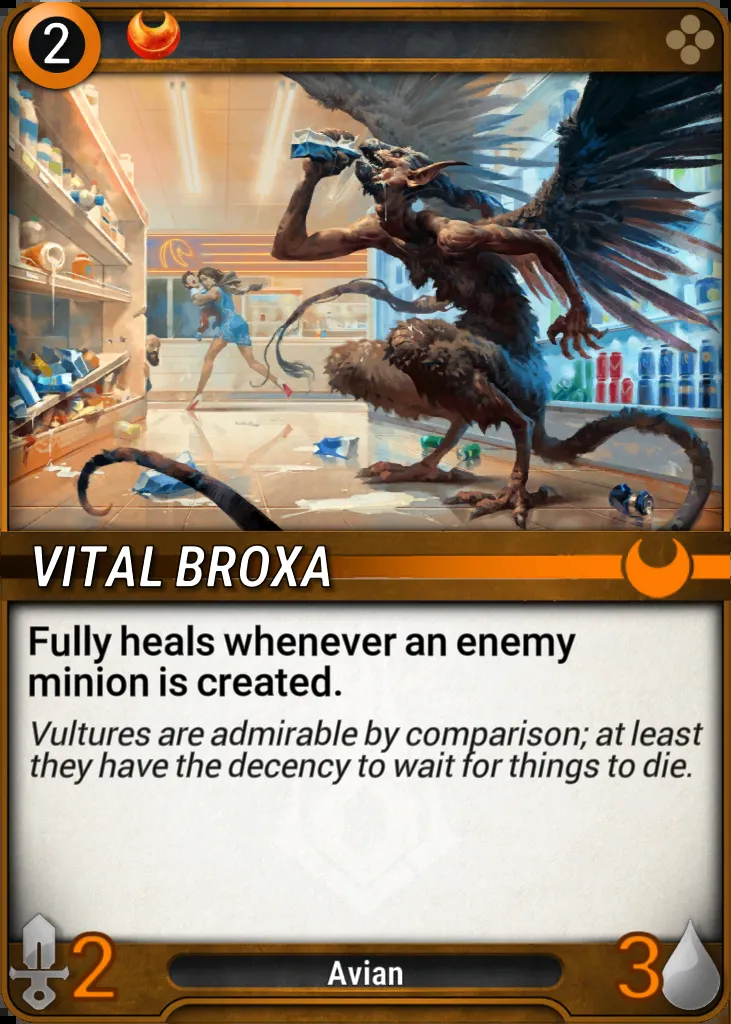 2
VITAL BROXA
Fully heals whenever an enemy
minion is created.
Vultures are admirable by comparison; at least
they have the decency to wait for things to die.
2
Avian
3